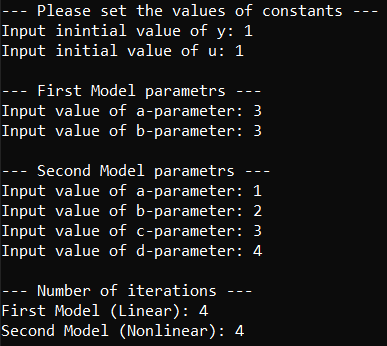 --- Please set the values of constants ---
Input inintial value of y: 1
Input initial value of u: 1
--- First Model parametrs ---
Input value of a-parameter: 3
Input value of b-parameter: 3
--- Second Model parametrs ---
Input value of a-parameter: 1
Input value of b-parameter: 2
Input value of c-parameter: 3
Input value of d-parameter: 4
--- Number of iterations ---
First Model (Linear): 4
Second Model (Nonlinear): 4